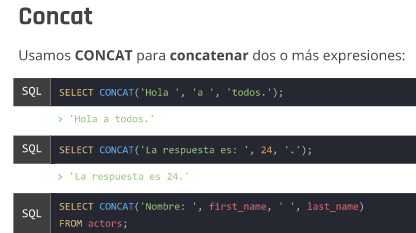 Concat
Usamos CONCAT para concatenar dos o más expresiones:
SQL SELECT CONCAT('Hola ', 'a ', 'todos.');
> 'Hola a todos.'
SQL SELECT CONCAT('La respuesta es: ', 24, '.');
> 'La respuesta es 24.'
SQL SELECT CONCAT('Nombre: ', first_name, ' ', last_name)
FROM actors;